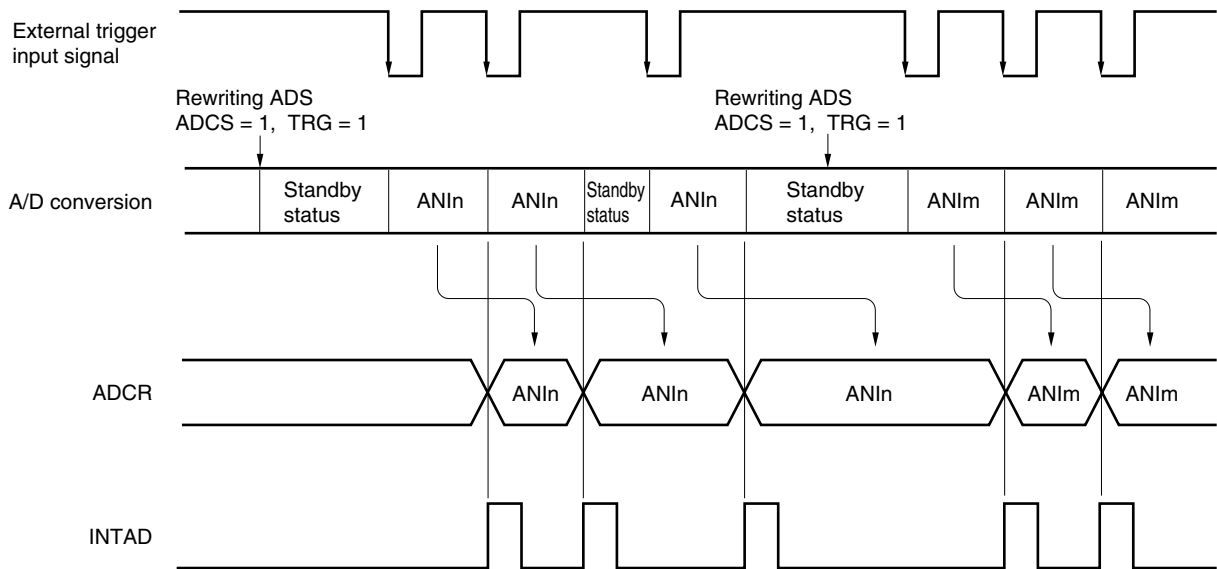 External trigger
input signal
Rewriting ADS
ADCS = 1, TRG = 1
Rewriting ADS
ADCS = 1, TRG = 1
A/D conversion
Standby
status
ANIn
ANIn
Standby
status
ANIn
Standby
status
ANIm
ANIm
ANIm
ADCR
ANIn
ANIn
ANIn
ANIm
ANIm
INTAD